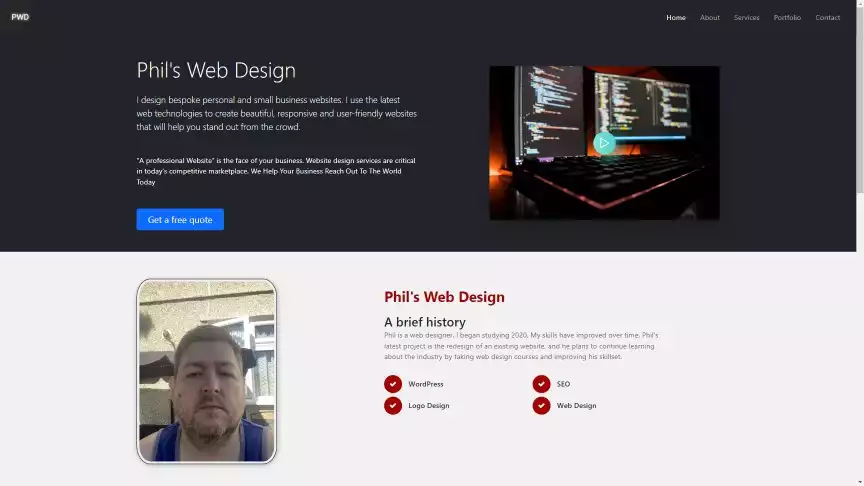 PWD
Home About Services Portfolio Contact
Phil's Web Design
I design bespoke personal and small business websites. I use the latest
web technologies to create beautiful, responsive and user-friendly websites
that will help you stand out from the crowd.
"A professional Website" is the face of your business. Website design services are critical
in today's competitive marketplace. We Help Your Business Reach Out To The World
Today
Get a free quote
Phil's Web Design
A brief history
Phil is a web designer. I began studying 2020. My skills have improved over time. Phil's
latest project is the redesign of an existing website, and he plans to continue learning
about the industry by taking web design courses and improving his skillset.
WordPress
SEO
Logo Design
Web Design